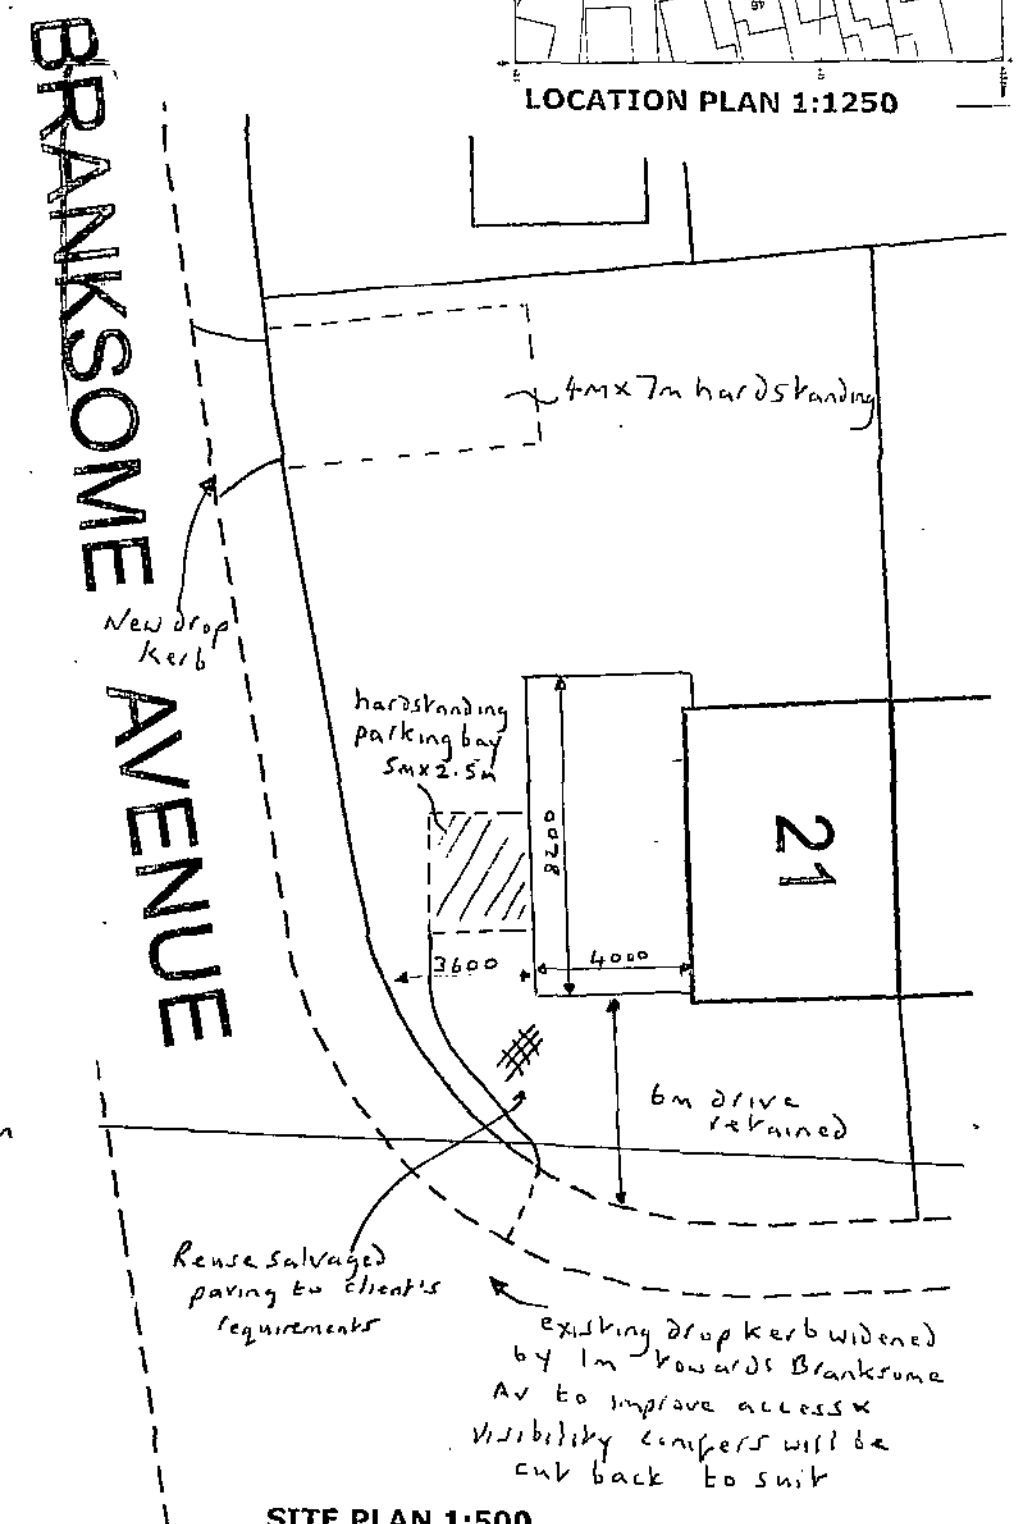 LOCATION PLAN 1:1250
BRANKSOME AVENUE
4m x 7m hardstanding
New drop
kerb
hardstanding
parking bay
5m x 2.5m
8200
21
3600
4000
6m drive
retained
Reuse salvaged
paving to client's
requirements
existing drop kerb widened
by 1m towards Branksome
Av to improve access &
visibility conifers will be
cut back to suit
SITE PLAN 1:500